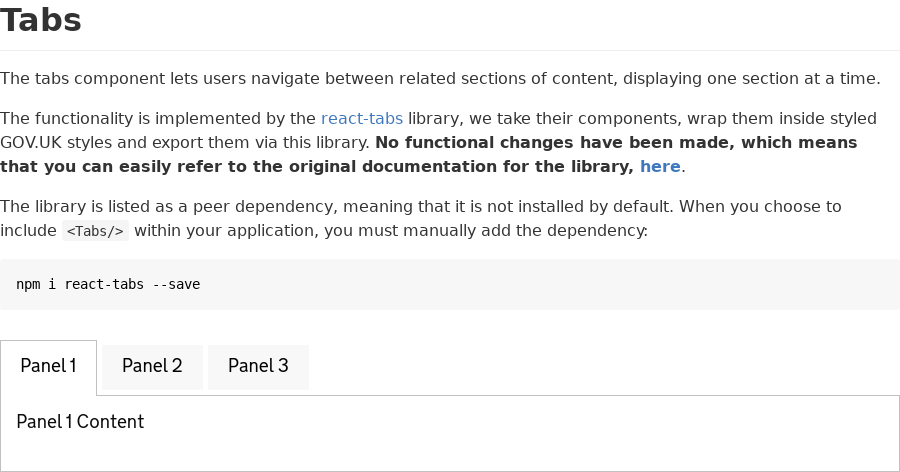 Tabs
The tabs component lets users navigate between related sections of content, displaying one section at a time.
The functionality is implemented by the react-tabs library, we take their components, wrap them inside styled
GOV.UK styles and export them via this library. No functional changes have been made, which means
that you can easily refer to the original documentation for the library, here.
The library is listed as a peer dependency, meaning that it is not installed by default. When you choose to
include <Tabs/> within your application, you must manually add the dependency:
npm i react-tabs --save
Panel 1 Panel 2 Panel 3
Panel 1 Content